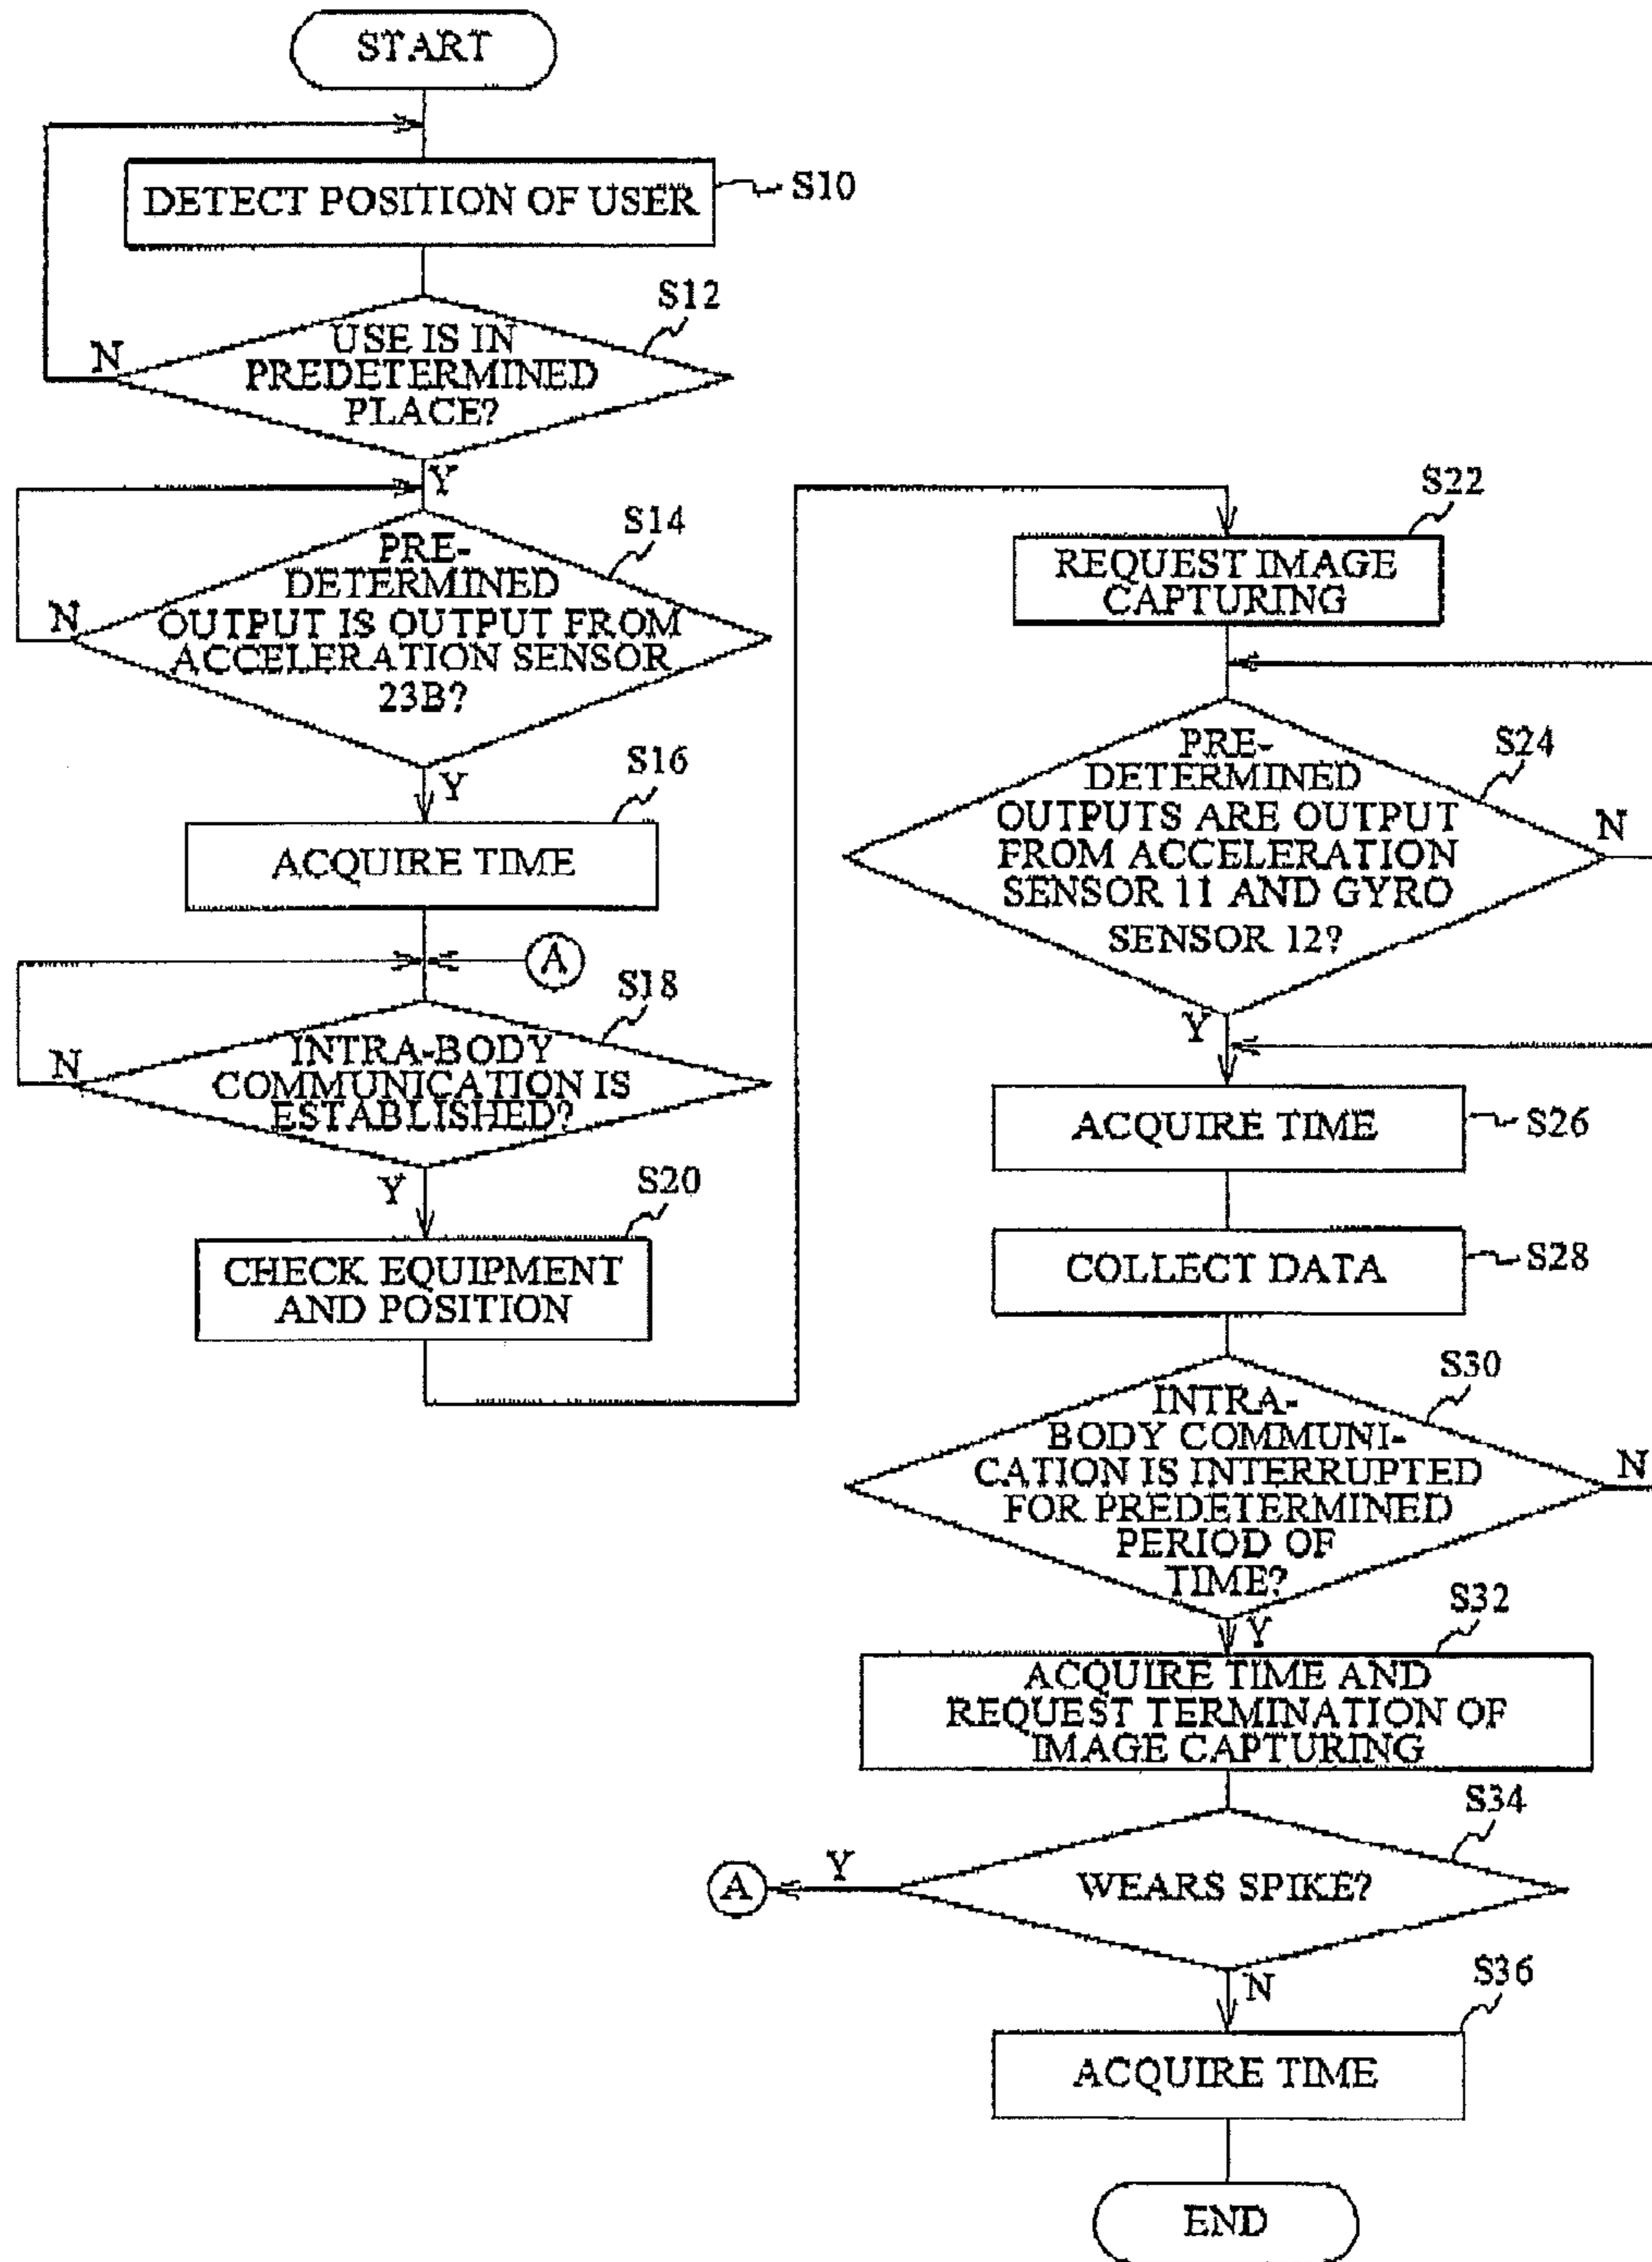 START
DETECT POSITION OF USER
S10
S12
USE IS IN
PREDETERMINED
PLACE?
N
Y
S14
PRE-
DETERMINED
OUTPUT IS OUTPUT FROM
ACCELERATION SENSOR
23B?
N
Y
S16
ACQUIRE TIME
A
S18
INTRA-BODY
COMMUNICATION IS
ESTABLISHED?
N
Y
S20
CHECK EQUIPMENT
AND POSITION
S22
REQUEST IMAGE
CAPTURING
S24
PRE-
DETERMINED
OUTPUTS ARE OUTPUT
FROM ACCELERATION
SENSOR 11 AND GYRO
SENSOR 12?
N
Y
ACQUIRE TIME
S26
COLLECT DATA
S28
S30
INTRA-
BODY COMMUNI-
CATION IS INTERRUPTED
FOR PREDETERMINED
PERIOD OF
TIME?
N
Y
S32
ACQUIRE TIME AND
REQUEST TERMINATION OF
IMAGE CAPTURING
S34
WEARS SPIKE?
Y
A
N
S36
ACQUIRE TIME
END